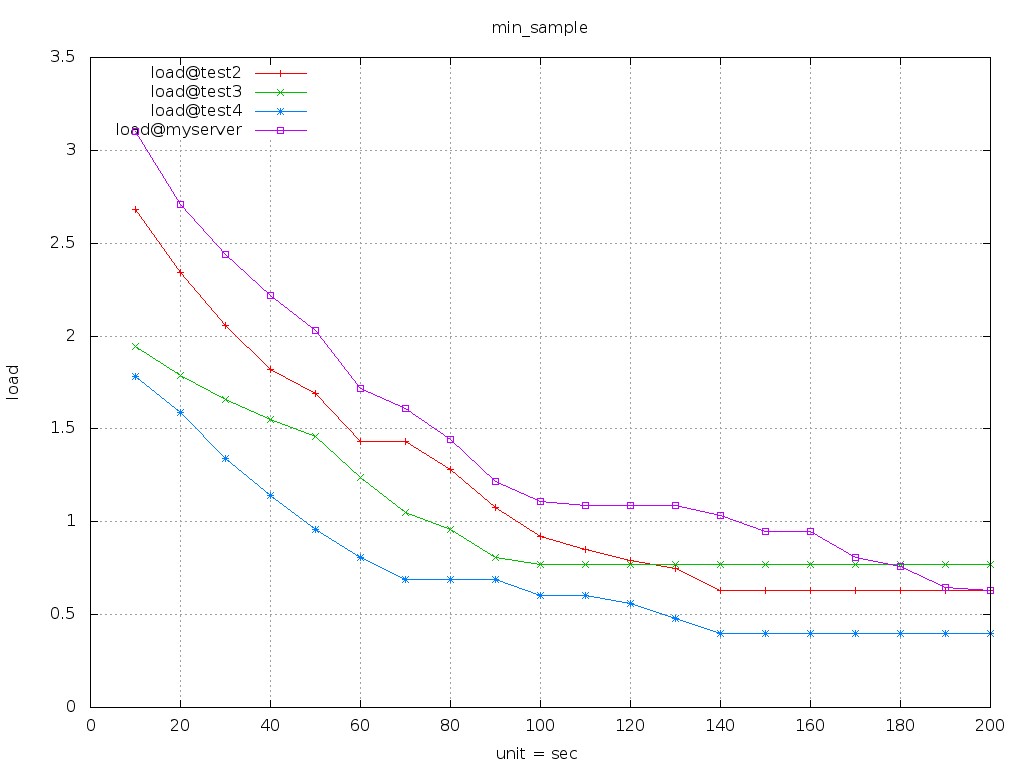 min_sample
3.5
load@test2
load@test3
load@test4
load@myserver
3
2.5
2
load
1.5
1
0.5
0
0 20 40 60 80 100 120 140 160 180 200
unit = sec